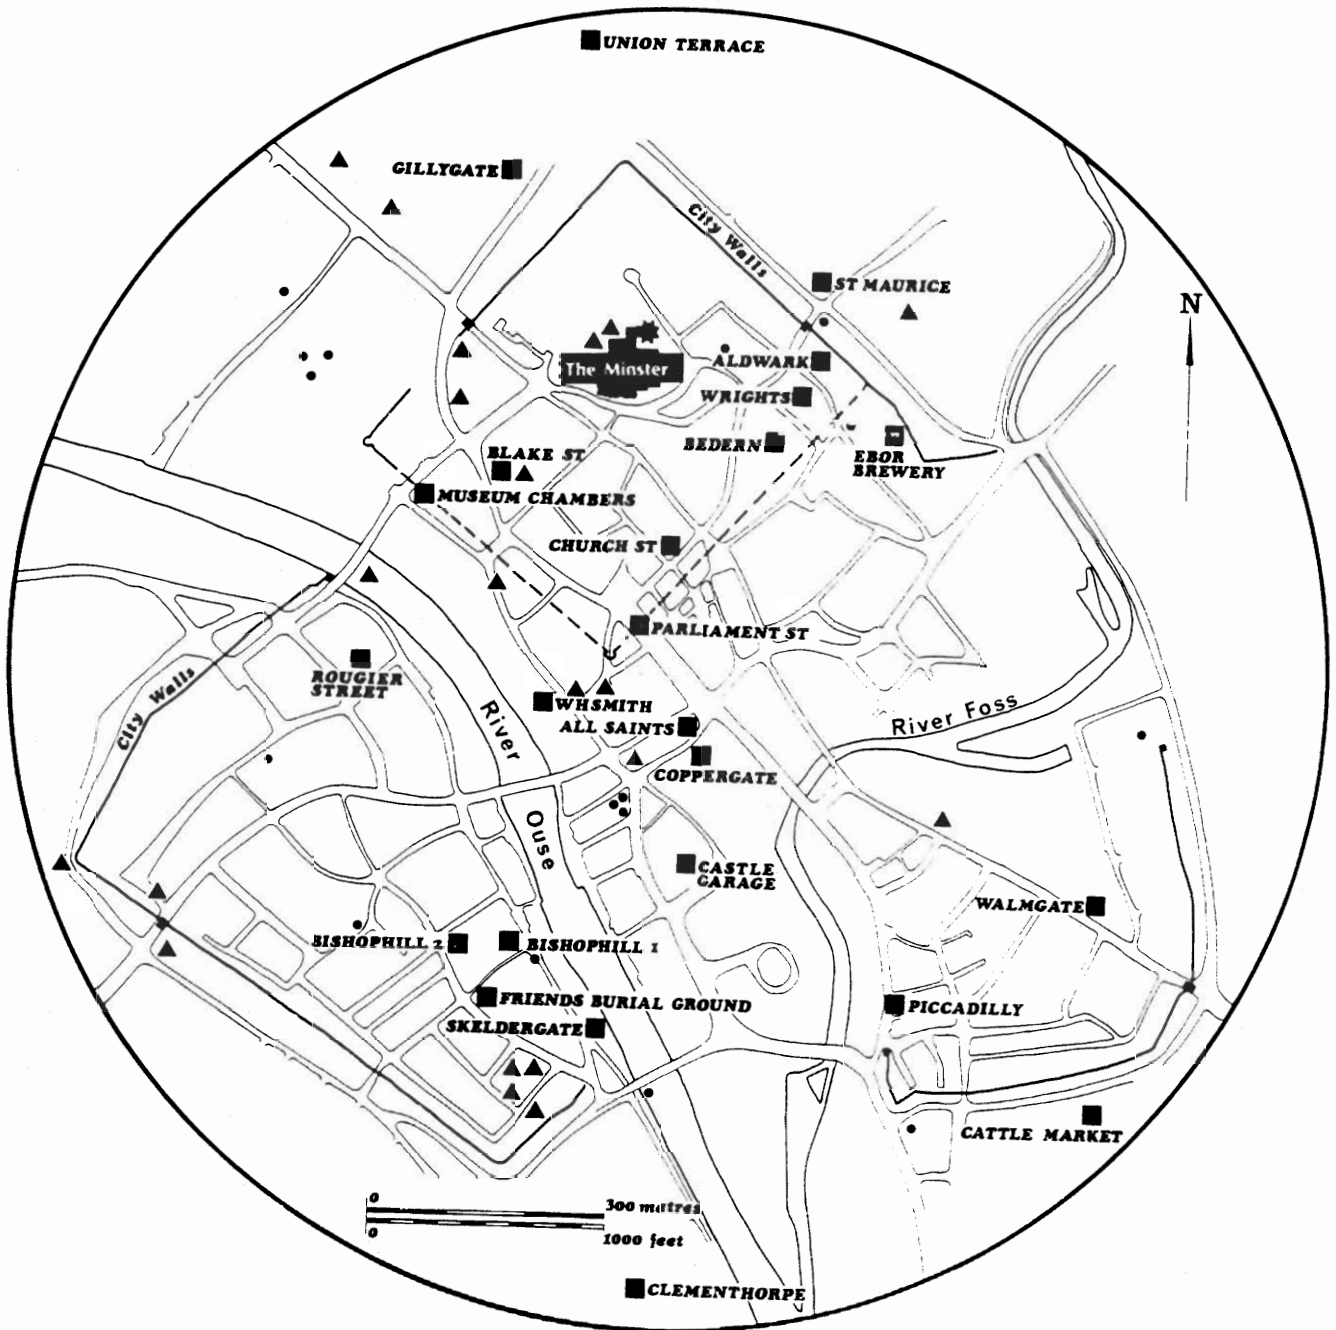 UNION TERRACE
GILLYGATE
City Walls
ST MAURICE
N
The Minster
ALDWARK
WRIGHTS
BEDERN
EBOR
BREWERY
BLAKE ST
MUSEUM CHAMBERS
CHURCH ST
PARLIAMENT ST
ROUGIER
STREET
City Walls
WHSMITH
ALL SAINTS
River
River Foss
COPPERGATE
Ouse
CASTLE
GARAGE
WALMGATE
BISHOPHILL 2
BISHOPHILL 1
FRIENDS BURIAL GROUND
PICCADILLY
SKELDERGATE
CATTLE MARKET
0
300 metres
0
1000 feet
CLEMENTHORPE